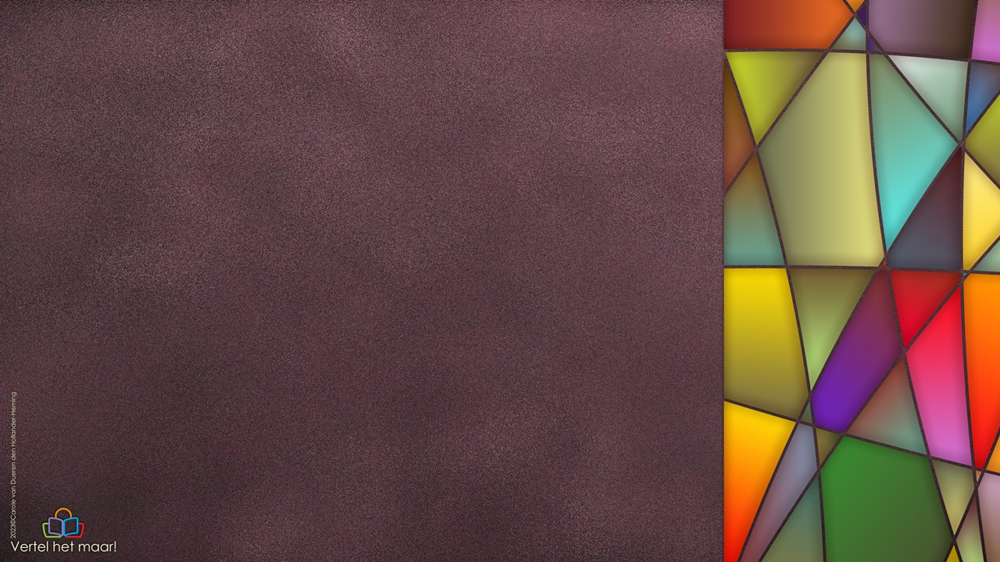 2023©Carole van Dueren den Hollander-Heming
Vertel het maar!